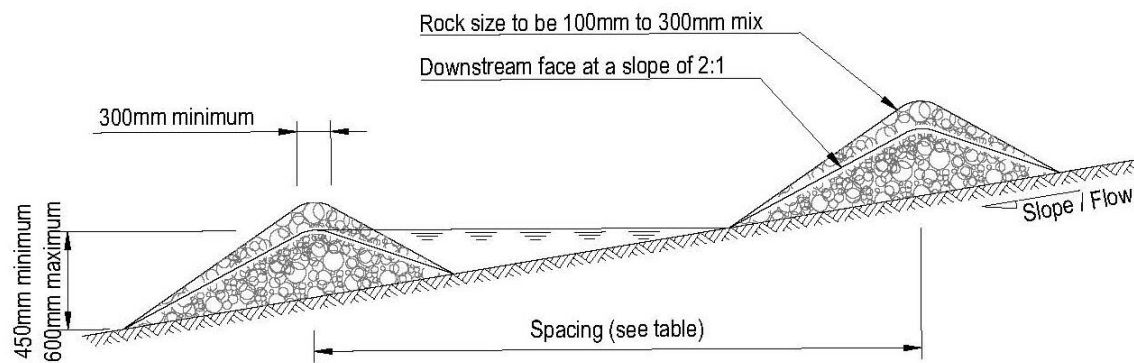 Rock size to be 100mm to 300mm mix
Downstream face at a slope of 2:1
300mm minimum
Slope / Flow
450mm minimum
600mm maximum
Spacing (see table)